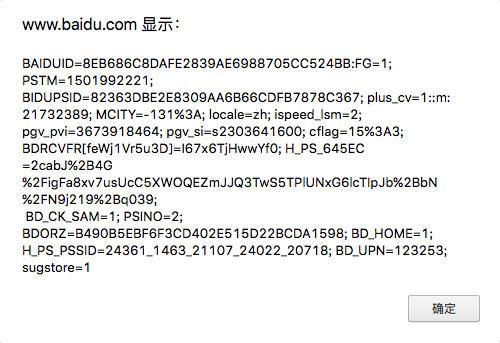 www.baidu.com 显示：
BAIDUID=8EB686C8DAFE2839AE6988705CC524BB:FG=1;
PSTM=1501992221;
BIDUPSID=82363DBE2E8309AA6B66CDFB7878C367; plus_cv=1::m:
21732389; MCITY=-131%3A; locale=zh; ispeed_lsm=2;
pgv_pvi=3673918464; pgv_si=s2303641600; cflag=15%3A3;
BDRCVFR[feWj1Vr5u3D]=I67x6TjHwwYf0; H_PS_645EC
=2cabJ%2B4G
%2FigFa8xv7usUcC5XWOQEZmJJQ3TwS5TPlUNxG6lcTlpJb%2BbN
%2FN9j219%2Bq039;
BD_CK_SAM=1; PSINO=2;
BDORZ=B490B5EBF6F3CD402E515D22BCDA1598; BD_HOME=1;
H_PS_PSSID=24361_1463_21107_24022_20718; BD_UPN=123253;
sugstore=1
确定